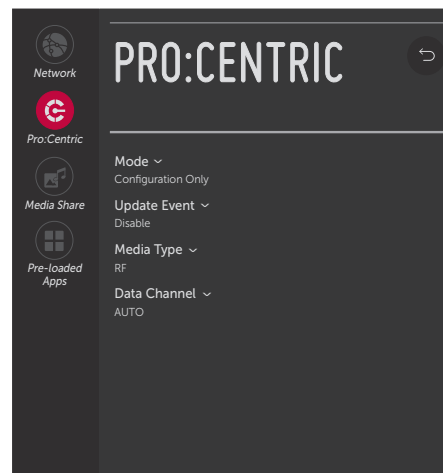 PRO:CENTRIC
Network
Pro:Centric
Media Share
Pre-loaded
Apps
Mode
Configuration Only
Update Event
Disable
Media Type
RF
Data Channel
AUTO